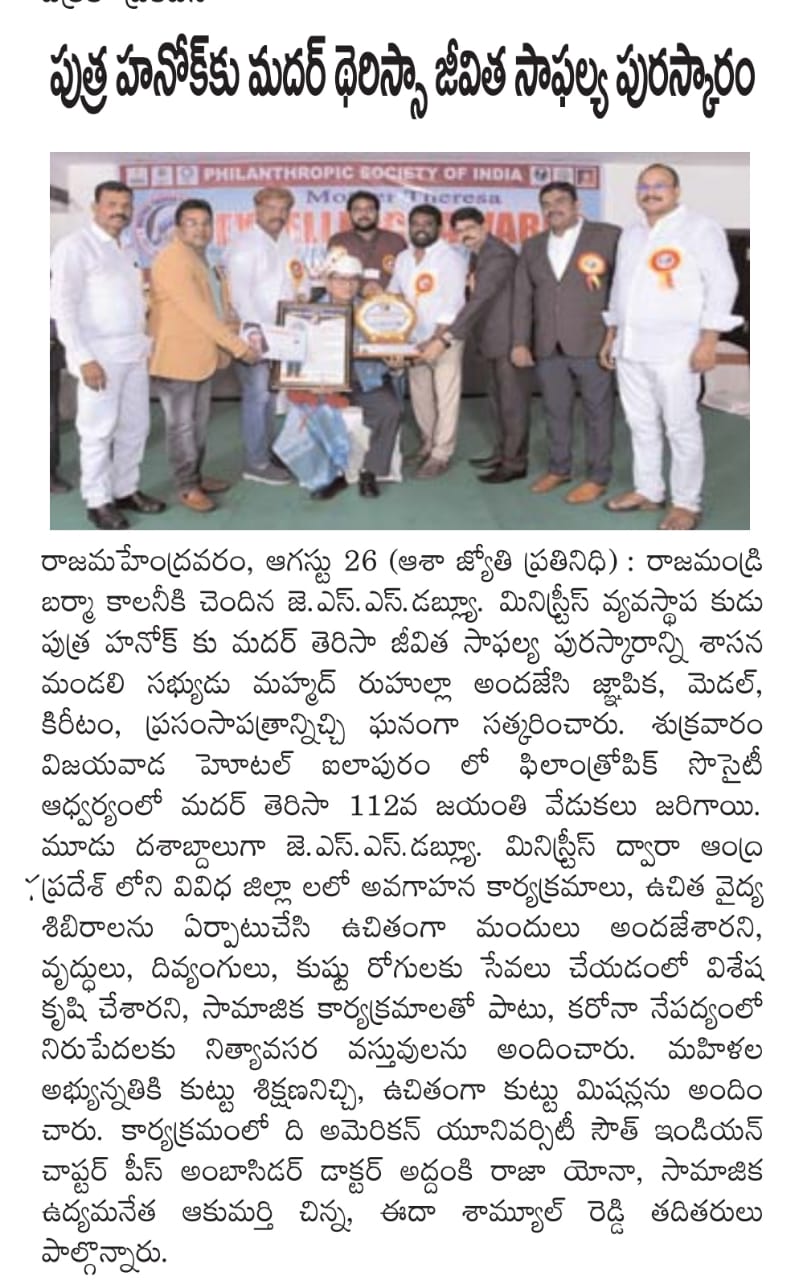 పుత్ర హనోక్‌కు మదర్ థెరిస్సా జీవిత సాఫల్య పురస్కారం
PHILANTHROPIC SOCIETY OF INDIA
Mother Theresa
రాజమహేంద్రవరం, ఆగస్టు 26 (ఆశా జ్యోతి ప్రతినిధి) : రాజమండ్రి
బర్మా కాలనీకి చెందిన జె.ఎస్.ఎస్.డబ్ల్యూ. మినిస్ట్రీస్ వ్యవస్థాప కుడు
పుత్ర హనోక్ కు మదర్ తెరిసా జీవిత సాఫల్య పురస్కారాన్ని శాసన
మండలి సభ్యుడు మహ్మద్ రుహుల్లా అందజేసి జ్ఞాపిక, మెడల్,
కిరీటం, ప్రసంసాపత్రాన్నిచ్చి ఘనంగా సత్కరించారు. శుక్రవారం
విజయవాడ హెూటల్ ఐలాపురం లో ఫిలాంత్రోపిక్ సొసైటీ
ఆధ్వర్యంలో మదర్ తెరిసా 112వ జయంతి వేడుకలు జరిగాయి.
మూడు దశాబ్దాలుగా జె.ఎస్.ఎస్.డబ్ల్యూ. మినిస్ట్రీస్ ద్వారా ఆంధ్ర
ప్రదేశ్ లోని వివిధ జిల్లా లలో అవగాహన కార్యక్రమాలు, ఉచిత వైద్య
శిబిరాలను ఏర్పాటుచేసి ఉచితంగా మందులు అందజేశారని,
వృద్ధులు, దివ్యంగులు, కుష్టు రోగులకు సేవలు చేయడంలో విశేష
కృషి చేశారని, సామాజిక కార్యక్రమాలతో పాటు, కరోనా నేపద్యంలో
నిరుపేదలకు నిత్యావసర వస్తువులను అందించారు. మహిళల
అభ్యున్నతికి కుట్టు శిక్షణనిచ్చి, ఉచితంగా కుట్టు మిషన్లను అందిం
చారు. కార్యక్రమంలో ది అమెరికన్ యూనివర్సిటీ సౌత్ ఇండియన్
చాప్టర్ పీస్ అంబాసిడర్ డాక్టర్ అద్దంకి రాజా యోనా, సామాజిక
ఉద్యమనేత ఆకుమర్తి చిన్న, ఈదా శామ్యూల్ రెడ్డి తదితరులు
పాల్గొన్నారు.